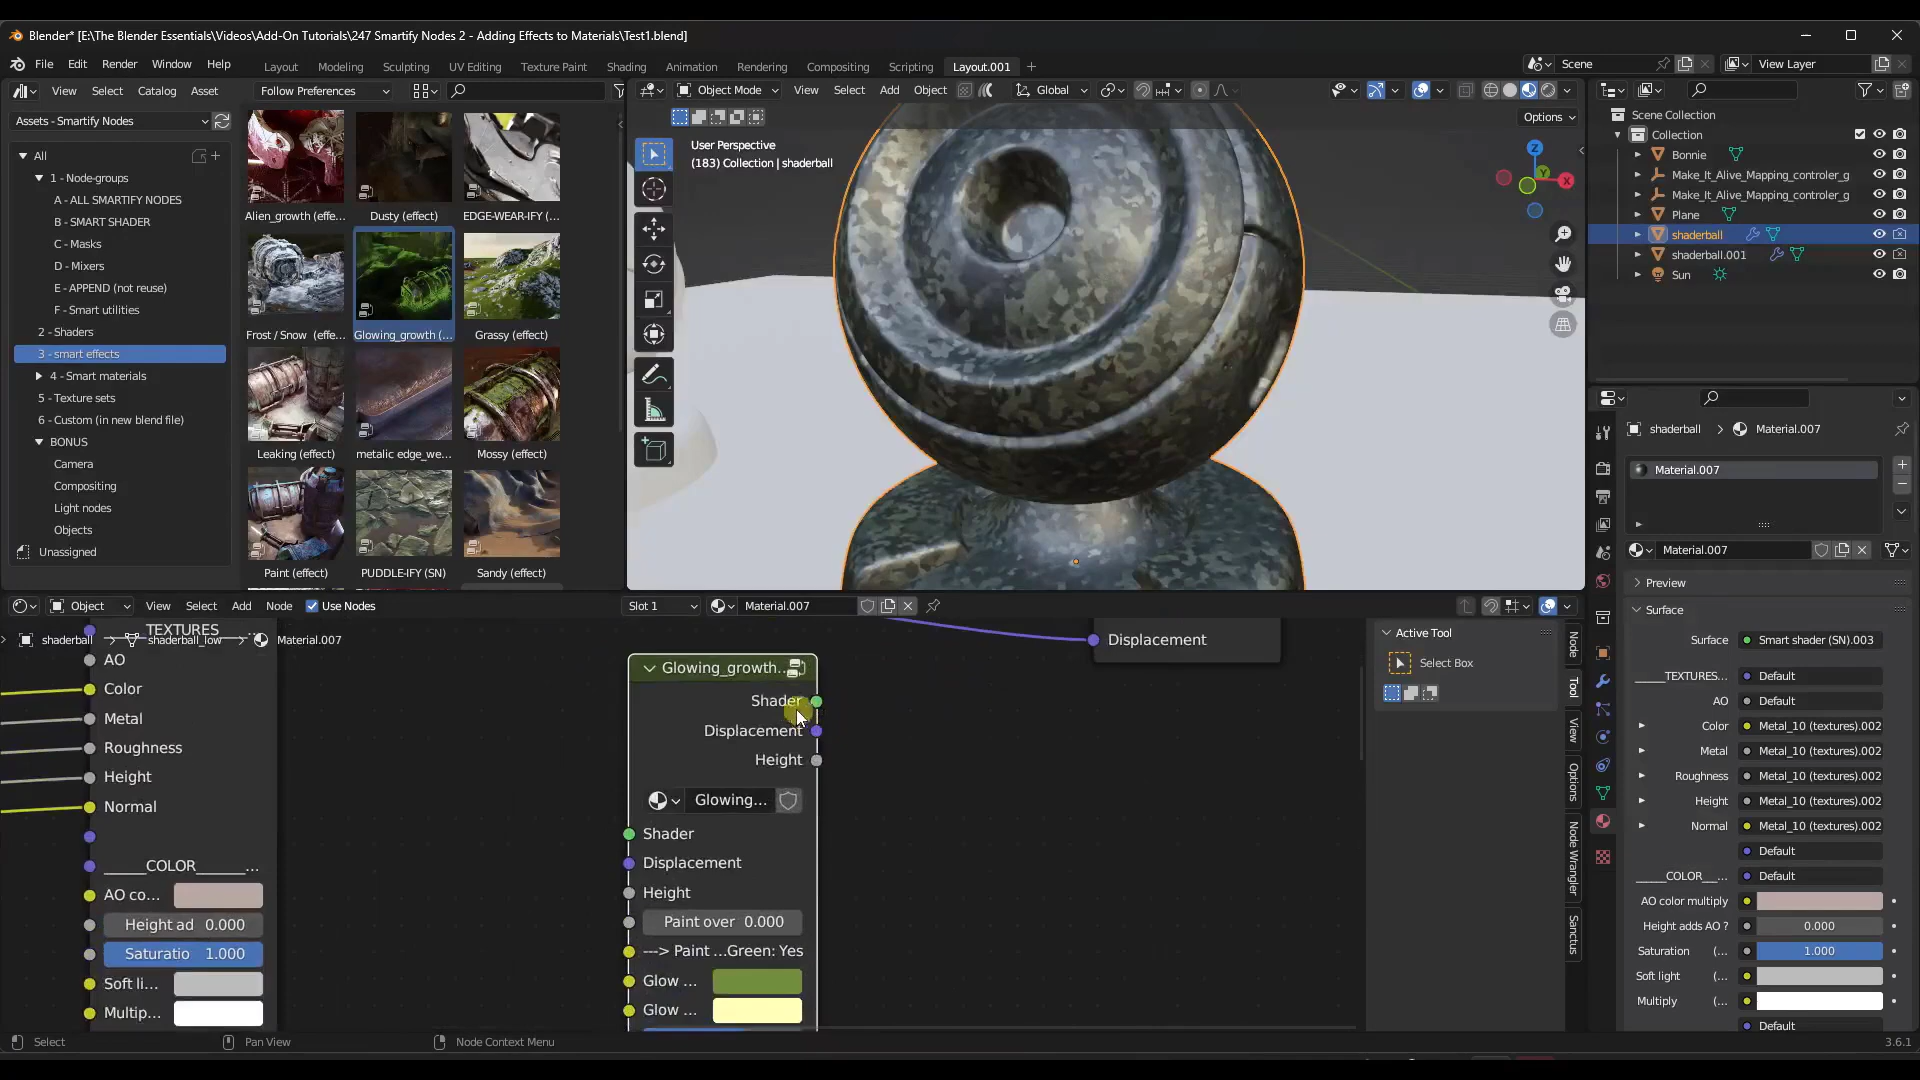 Blender* [E:\The Blender Essentials\Videos\Add-On Tutorials\247 Smartify Nodes 2 - Adding Effects to Materials\Test1.blend]
File Edit Render Window Help Layout Modeling Sculpting UV Editing Texture Paint Shading Animation Rendering Compositing Geometry Nodes Scripting Layout.001 + Scene View Layer
View Select Catalog Asset Follow Preferences
Object Mode View Select Add Object Global
Options
Assets - Smartify Nodes
All
1 - Node-groups
A - ALL SMARTIFY NODES
B - SMART SHADER
C - Masks
D - Mixers
E - APPEND (not reuse)
F - Smart utilities
2 - Shaders
3 - smart effects
4 - Smart materials
5 - Texture sets
6 - Custom (in new blend file)
BONUS
Camera
Compositing
Light nodes
Objects
Unassigned
Alien_growth (effe... Dusty (effect) EDGE-WEAR-IFY (...
Frost / Snow (effe... Glowing_growth (... Grassy (effect)
Leaking (effect) metalic edge_we... Mossy (effect)
Paint (effect) PUDDLE-IFY (SN) Sandy (effect)
User Perspective
(183) Collection | shaderball
Z
Y
X
Scene Collection
Collection
Bonnie
Make_It_Alive_Mapping_controler_g
Make_It_Alive_Mapping_controler_g
Plane
shaderball
shaderball.001
Sun
shaderball > Material.007
Material.007
Material.007
Preview
Surface
Surface Smart shader (SN).003
_____TEXTURES... Default
AO Default
Color Metal_10 (textures).002
Metal Metal_10 (textures).002
Roughness Metal_10 (textures).002
Height Metal_10 (textures).002
Normal Metal_10 (textures).002
Default
______COLOR___... Default
AO color multiply
Height adds AO ? 0.000
Saturation (... 1.000
Soft light (...
Multiply (...
Default
Object View Select Add Node Use Nodes Slot 1 Material.007
shaderball > shaderball_low > Material.007
TEXTURES
AO
Color
Metal
Roughness
Height
Normal
______COLOR_______...
AO co...
Height ad 0.000
Saturatio 1.000
Soft li...
Multip...
Glowing_growth...
Shader
Displacement
Height
Glowing...
Shader
Displacement
Height
Paint over 0.000
---> Paint ...Green: Yes
Glow ...
Glow ...
Displacement
Active Tool
Select Box
Node
Tool
View
Options
Node Wrangler
Sanctus
Select Pan View Node Context Menu 3.6.1